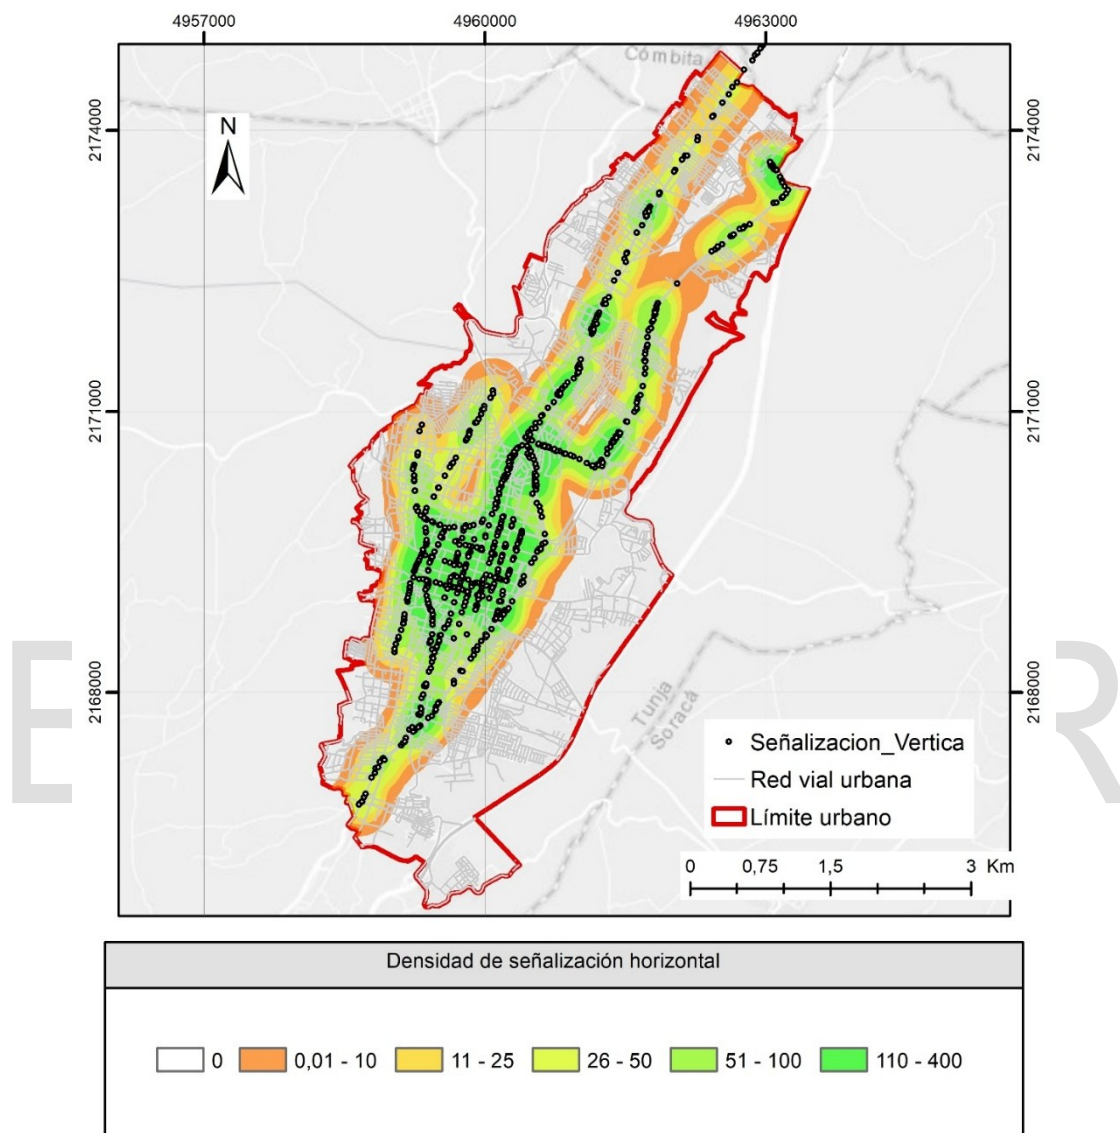 4957000 4960000 4963000
Cómbita
2174000 2174000
N
2171000 2171000
2168000 2168000
E R
Tunja
Soracá
Señalizacion_Vertica
Red vial urbana
Límite urbano
0 0,75 1,5 3 Km
Densidad de señalización horizontal
0 0,01 - 10 11 - 25 26 - 50 51 - 100 110 - 400